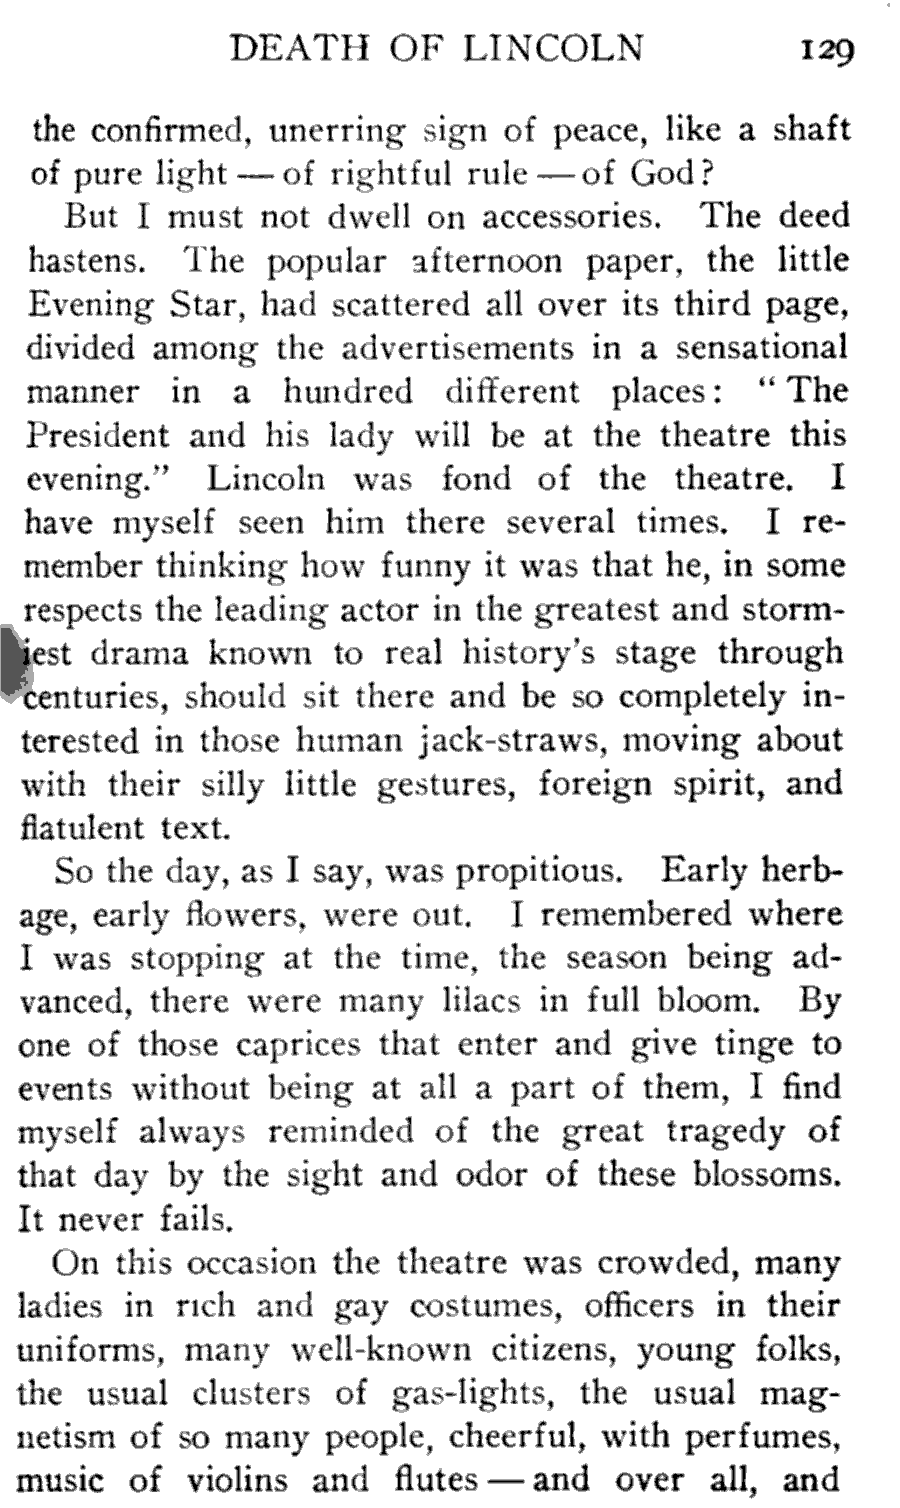 DEATH OF LINCOLN 129
the confirmed, unerring sign of peace, like a shaft
of pure light — of rightful rule — of God?
But I must not dwell on accessories. The deed
hastens. The popular afternoon paper, the little
Evening Star, had scattered all over its third page,
divided among the advertisements in a sensational
manner in a hundred different places: “The
President and his lady will be at the theatre this
evening.” Lincoln was fond of the theatre. I
have myself seen him there several times. I re-
member thinking how funny it was that he, in some
respects the leading actor in the greatest and storm-
iest drama known to real history's stage through
centuries, should sit there and be so completely in-
terested in those human jack-straws, moving about
with their silly little gestures, foreign spirit, and
flatulent text.
So the day, as I say, was propitious. Early herb-
age, early flowers, were out. I remembered where
I was stopping at the time, the season being ad-
vanced, there were many lilacs in full bloom. By
one of those caprices that enter and give tinge to
events without being at all a part of them, I find
myself always reminded of the great tragedy of
that day by the sight and odor of these blossoms.
It never fails.
On this occasion the theatre was crowded, many
ladies in rich and gay costumes, officers in their
uniforms, many well-known citizens, young folks,
the usual clusters of gas-lights, the usual mag-
netism of so many people, cheerful, with perfumes,
music of violins and flutes — and over all, and